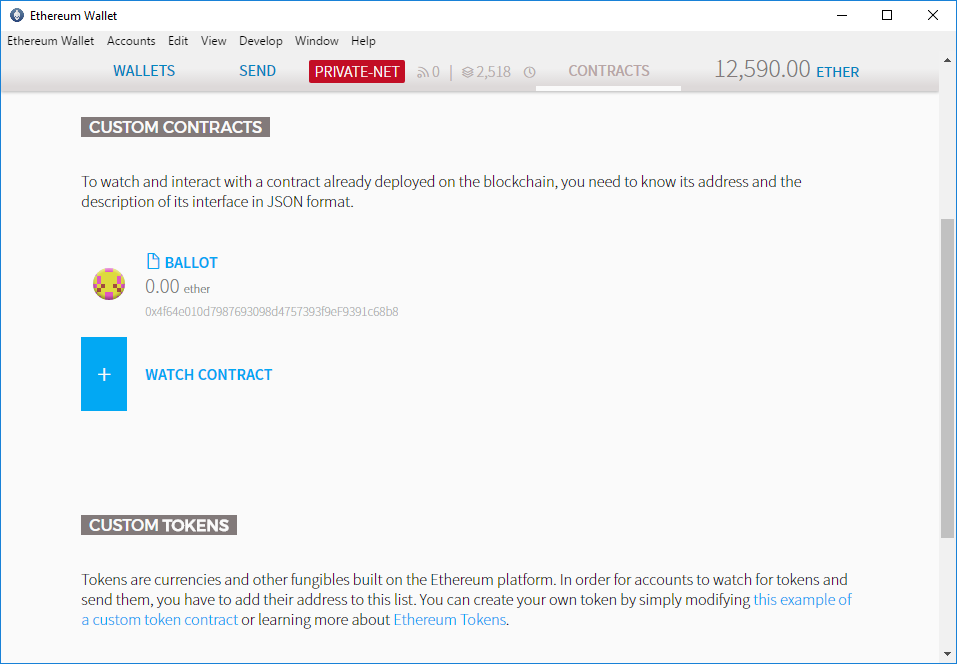 Ethereum Wallet
Ethereum Wallet Accounts Edit View Develop Window Help
WALLETS SEND PRIVATE-NET 0 | 2,518 CONTRACTS 12,590.00 ETHER
CUSTOM CONTRACTS
To watch and interact with a contract already deployed on the blockchain, you need to know its address and the
description of its interface in JSON format.
BALLOT
0.00 ether
0x4f64e010d7987693098d4757393f9eF9391c68b8
+ WATCH CONTRACT
CUSTOM TOKENS
Tokens are currencies and other fungibles built on the Ethereum platform. In order for accounts to watch for tokens and
send them, you have to add their address to this list. You can create your own token by simply modifying this example of
a custom token contract or learning more about Ethereum Tokens.